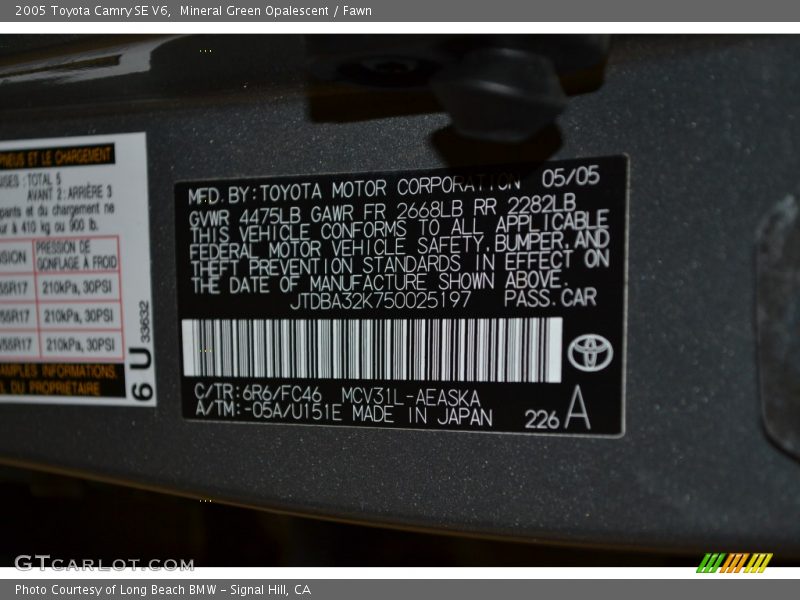 2005 Toyota Camry SE V6,  Mineral Green Opalescent / Fawn
PNEUS ET LE CHARGEMENT
TOTAL 5
AVANT 2: ARRIÈRE 3
et du chargement ne
à 410 kg ou 900 lb.
PRESSION DE
GONFLAGE À FROID
55R17 210kPa, 30PSI
55R17 210kPa, 30PSI
55R17 210kPa, 30PSI
AMPLES INFORMATIONS,
DU PROPRIÉTAIRE
6 U 33632
MFD. BY: TOYOTA MOTOR CORPORATION 05/05
GVWR 4475LB GAWR FR 2668LB RR 2282LB
THIS VEHICLE CONFORMS TO ALL APPLICABLE
FEDERAL MOTOR VEHICLE SAFETY, BUMPER, AND
THEFT PREVENTION STANDARDS IN EFFECT ON
THE DATE OF MANUFACTURE SHOWN ABOVE.
JTDBA32K750025197 PASS. CAR
C/TR: 6R6/FC46 MCV31L-AEASKA
A/TM: -05A/U151E MADE IN JAPAN 226 A
GTCARLOT.COM
Photo Courtesy of Long Beach BMW - Signal Hill, CA